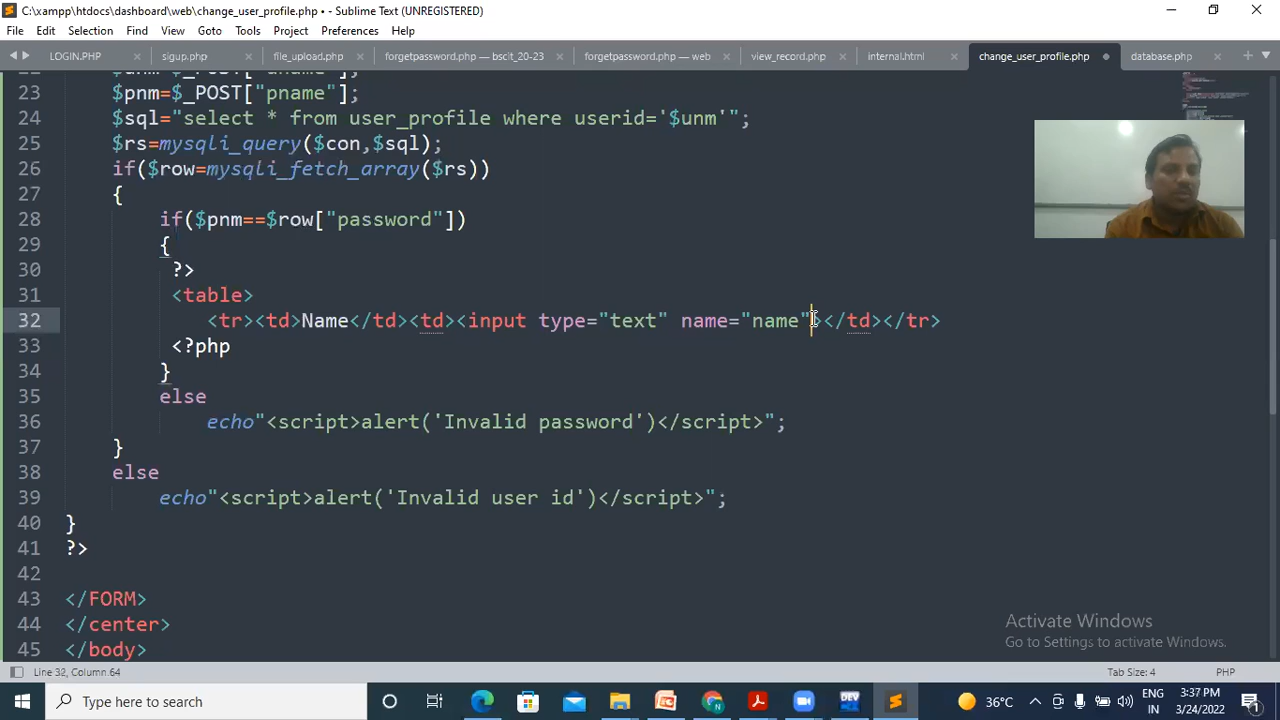 C:\xampp\htdocs\dashboard\web\change_user_profile.php • - Sublime Text (UNREGISTERED)
File Edit Selection Find View Goto Tools Project Preferences Help
LOGIN.PHP sigup.php file_upload.php forgetpassword.php — bscit_20-23 forgetpassword.php — web view_record.php internal.html change_user_profile.php database.php
23 $pnm=$_POST["pname"];
24 $sql="select * from user_profile where userid='$unm'";
25 $rs=mysqli_query($con,$sql);
26 if($row=mysqli_fetch_array($rs))
27 {
28 if($pnm==$row["password"])
29 {
30 ?>
31 <table>
32 <tr><td>Name</td><td><input type="text" name="name"></td></tr>
33 <?php
34 }
35 else
36 echo"<script>alert('Invalid password')</script>";
37 }
38 else
39 echo"<script>alert('Invalid user id')</script>";
40 }
41 ?>
42
43 </FORM>
44 </center>
45 </body>
Activate Windows
Go to Settings to activate Windows.
Line 32, Column 64 Tab Size: 4 PHP
Type here to search
36°C
ENG
IN
3:37 PM
3/24/2022